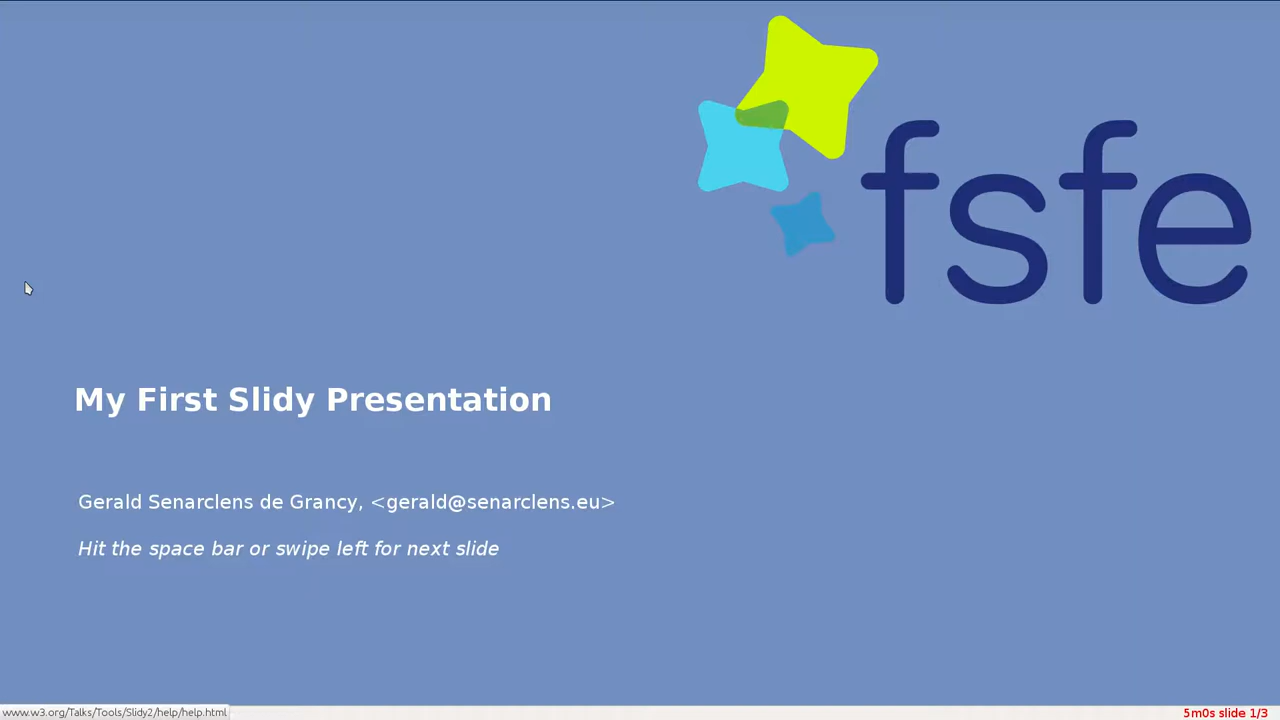 fsfe
My First Slidy Presentation
Gerald Senarclens de Grancy, <gerald@senarclens.eu>
Hit the space bar or swipe left for next slide
www.w3.org/Talks/Tools/Slidy2/help/help.html
5m0s slide 1/3